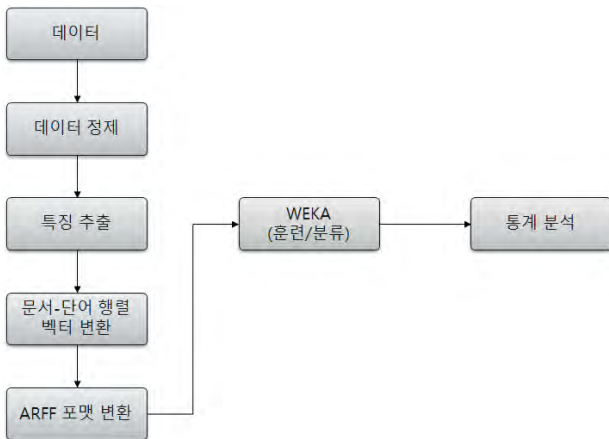 데이터
데이터 정제
특징 추출
문서-단어 행렬
벡터 변환
ARFF 포맷 변환
WEKA
(훈련/분류)
통계 분석